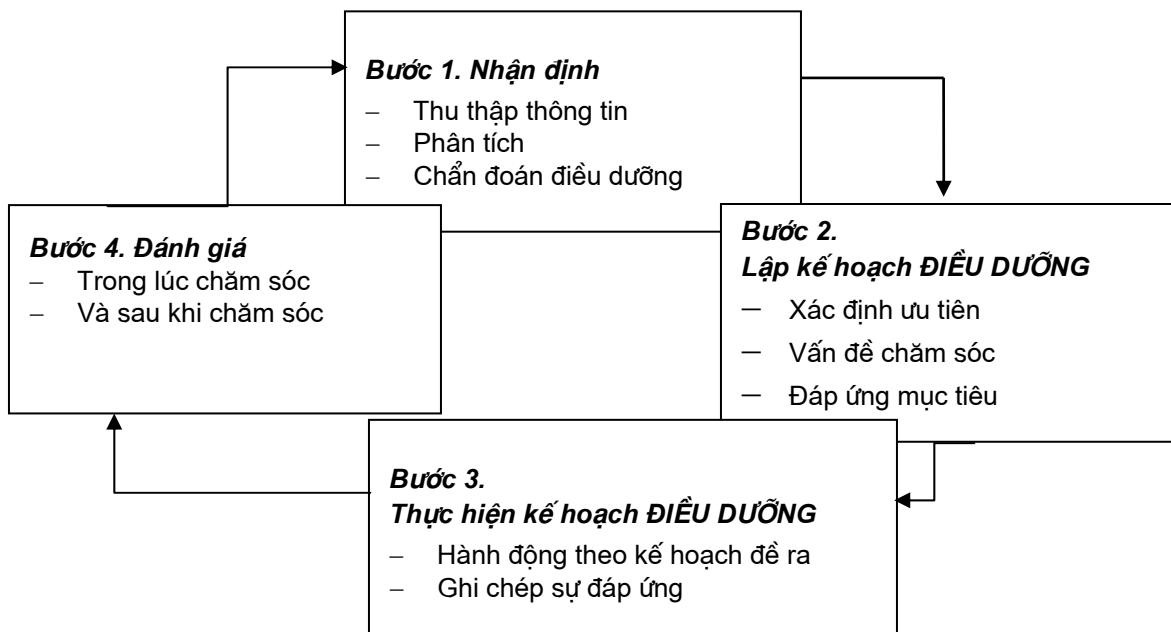 Bước 1. Nhận định
– Thu thập thông tin
– Phân tích
– Chẩn đoán điều dưỡng
Bước 2.
Lập kế hoạch ĐIỀU DƯỠNG
– Xác định ưu tiên
– Vấn đề chăm sóc
– Đáp ứng mục tiêu
Bước 3.
Thực hiện kế hoạch ĐIỀU DƯỠNG
– Hành động theo kế hoạch đề ra
– Ghi chép sự đáp ứng
Bước 4. Đánh giá
– Trong lúc chăm sóc
– Và sau khi chăm sóc